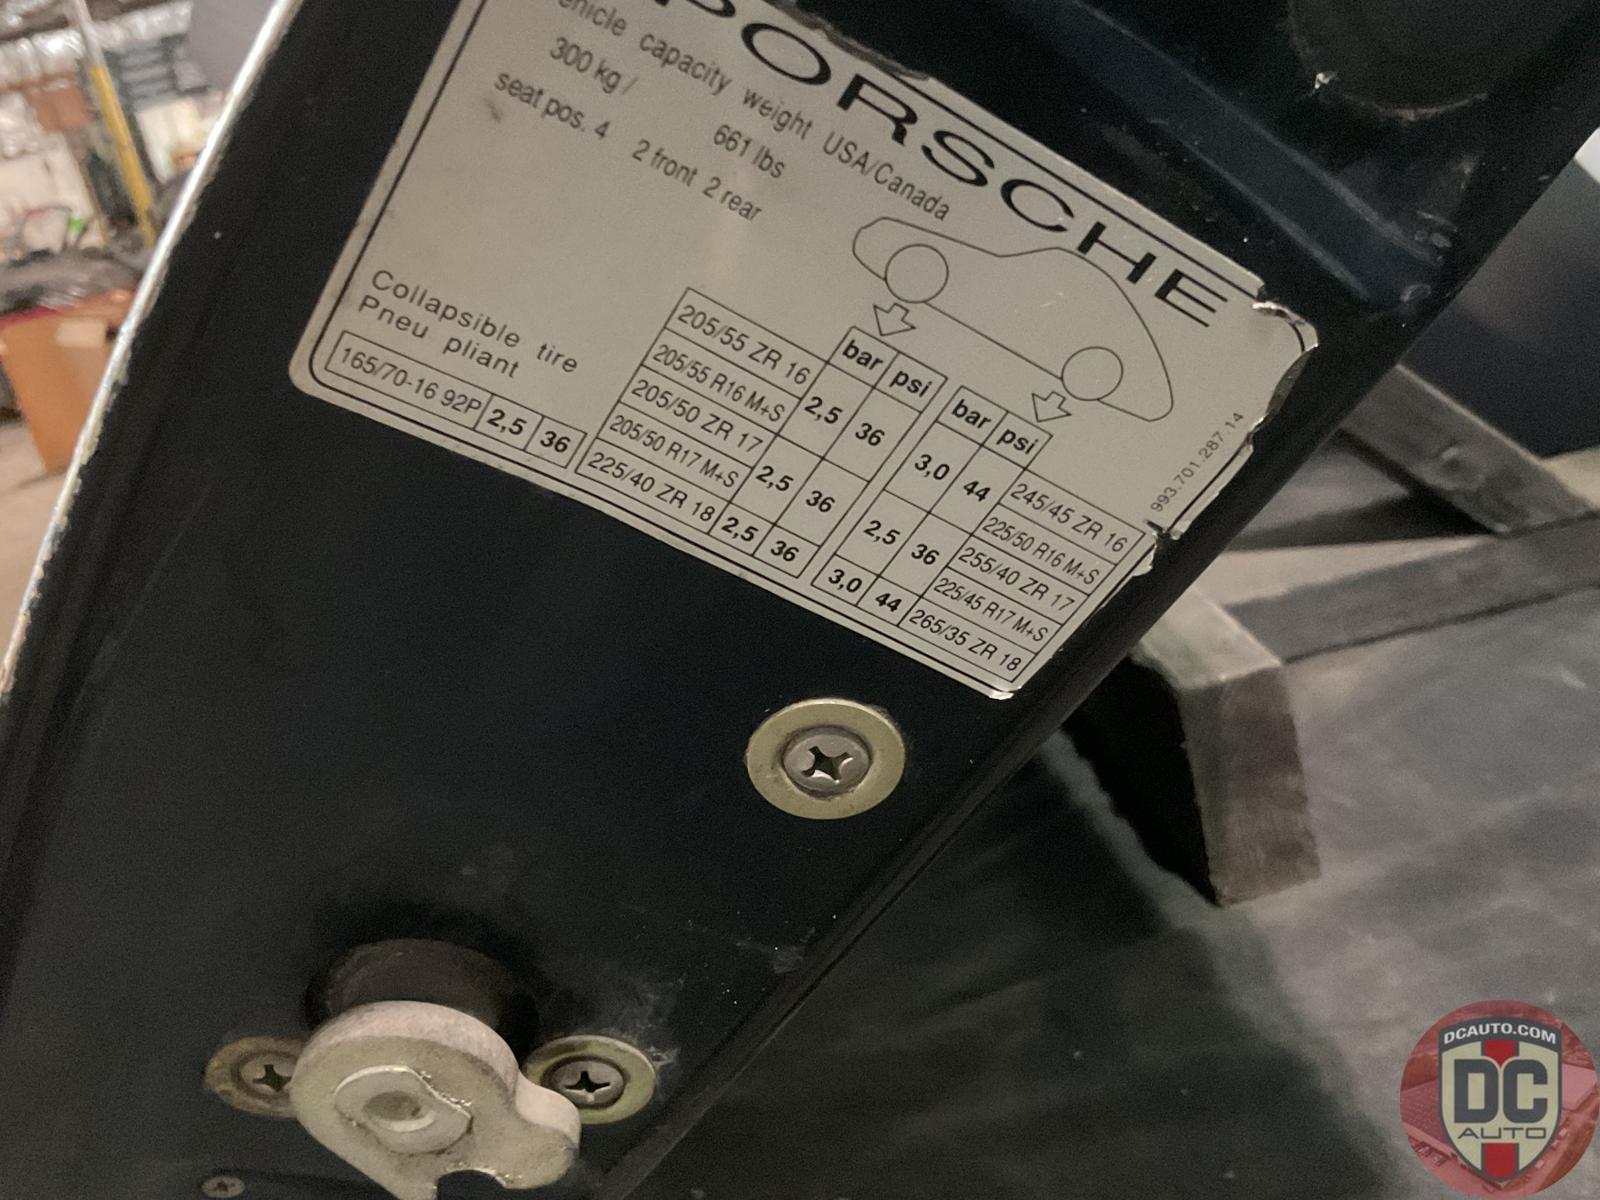 PORSCHE
vehicle capacity weight USA/Canada
300 kg / 661 lbs
seat pos. 4 2 front 2 rear
Collapsible tire
Pneu pliant
165/70-16 92P 2,5 36
bar psi
205/55 ZR 16
205/55 R16 M+S
2,5 36
205/50 ZR 17
205/50 R17 M+S
2,5 36
225/40 ZR 18 2,5 36
bar psi
3,0 44
245/45 ZR 16
225/50 R16 M+S
2,5 36
255/40 ZR 17
225/45 R17 M+S
3,0 44 265/35 ZR 18
993.701.287.14
DCAUTO.COM
DC
AUTO